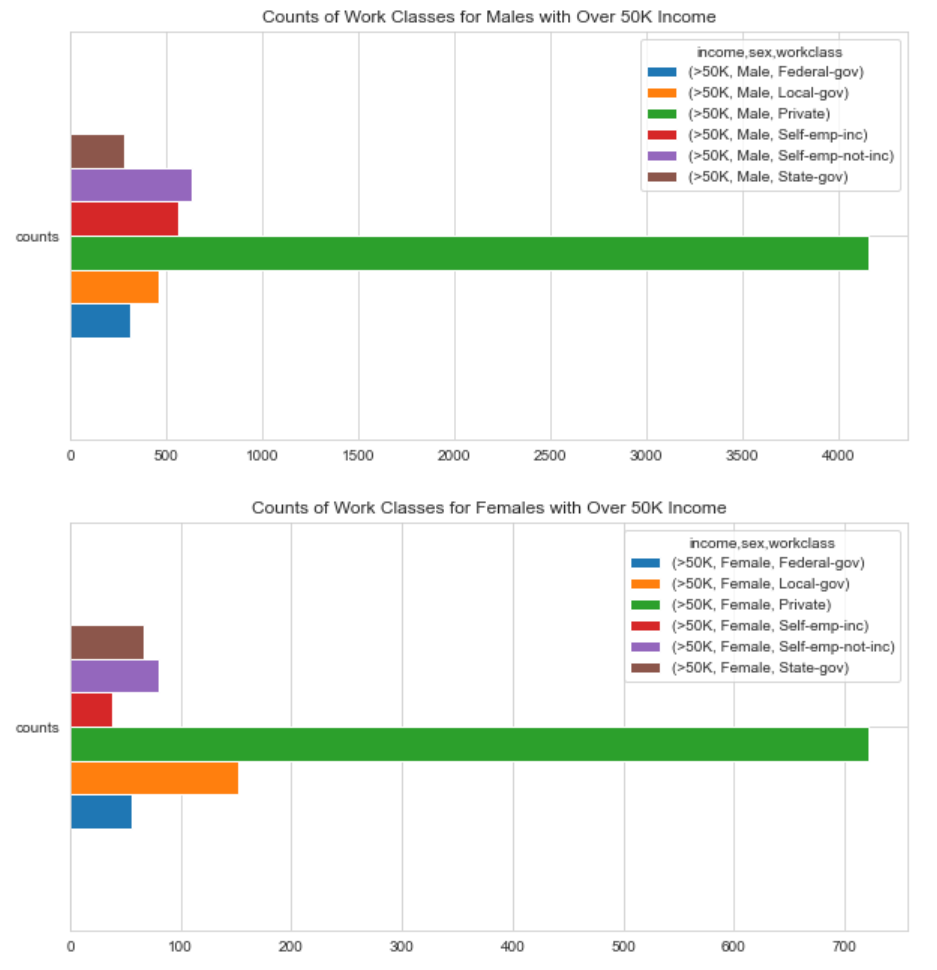 Counts of Work Classes for Males with Over 50K Income
income,sex,workclass
(>50K, Male, Federal-gov)
(>50K, Male, Local-gov)
(>50K, Male, Private)
(>50K, Male, Self-emp-inc)
(>50K, Male, Self-emp-not-inc)
(>50K, Male, State-gov)
counts
0 500 1000 1500 2000 2500 3000 3500 4000
Counts of Work Classes for Females with Over 50K Income
income,sex,workclass
(>50K, Female, Federal-gov)
(>50K, Female, Local-gov)
(>50K, Female, Private)
(>50K, Female, Self-emp-inc)
(>50K, Female, Self-emp-not-inc)
(>50K, Female, State-gov)
counts
0 100 200 300 400 500 600 700